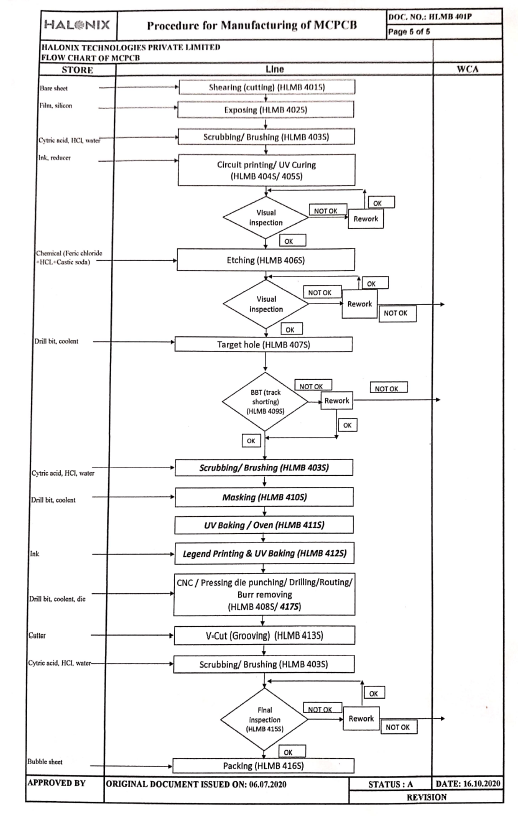 HALONIX
Procedure for Manufacturing of MCPCB
DOC. NO.: HLMB 401P
Page 5 of 5
HALONIX TECHNOLOGIES PRIVATE LIMITED
FLOW CHART OF MCPCB
STORE
Line
WCA
Bare sheet
Shearing (cutting) (HLMB 401S)
Film, silicon
Exposing (HLMB 402S)
Cytric acid, HCl, water
Scrubbing/ Brushing (HLMB 403S)
Ink, reducer
Circuit printing/ UV Curing
(HLMB 404S/ 405S)
OK
Visual
inspection
NOT OK
Rework
OK
Chemical (Feric chloride
+HCL+Castic soda)
Etching (HLMB 406S)
OK
Visual
inspection
NOT OK
Rework
NOT OK
OK
Drill bit, coolent
Target hole (HLMB 407S)
BBT (track
shorting)
(HLMB 409S)
NOT OK
Rework
NOT OK
OK
OK
Cytric acid, HCl, water
Scrubbing/ Brushing (HLMB 403S)
Drill bit, coolent
Masking (HLMB 410S)
UV Baking / Oven (HLMB 411S)
Ink
Legend Printing & UV Baking (HLMB 412S)
Drill bit, coolent, die
CNC / Pressing die punching/ Drilling/Routing/
Burr removing
(HLMB 408S/ 417S)
Cutter
V-Cut (Grooving) (HLMB 413S)
Cytric acid, HCl, water
Scrubbing/ Brushing (HLMB 403S)
OK
Final
inspection
(HLMB 415S)
NOT OK
Rework
NOT OK
OK
Bubble sheet
Packing (HLMB 416S)
APPROVED BY
ORIGINAL DOCUMENT ISSUED ON: 06.07.2020
STATUS : A
DATE: 16.10.2020
REVISION